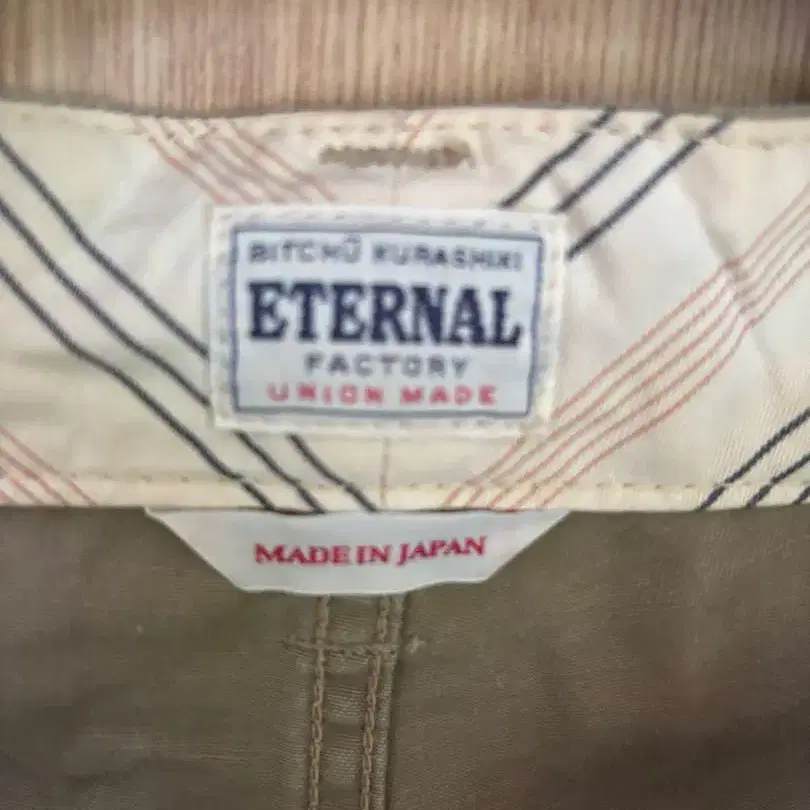 BITCHŪ KURASHIKI
ETERNAL
FACTORY
UNION MADE
MADE IN JAPAN